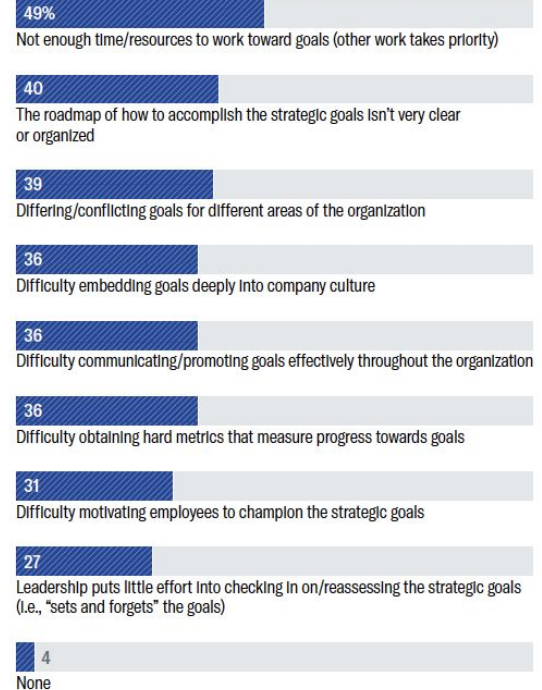 49%
Not enough time/resources to work toward goals (other work takes priority)
40
The roadmap of how to accomplish the strategic goals isn't very clear
or organized
39
Differing/conflicting goals for different areas of the organization
36
Difficulty embedding goals deeply into company culture
36
Difficulty communicating/promoting goals effectively throughout the organization
36
Difficulty obtaining hard metrics that measure progress towards goals
31
Difficulty motivating employees to champion the strategic goals
27
Leadership puts little effort into checking in on/reassessing the strategic goals
(i.e., “sets and forgets” the goals)
4
None